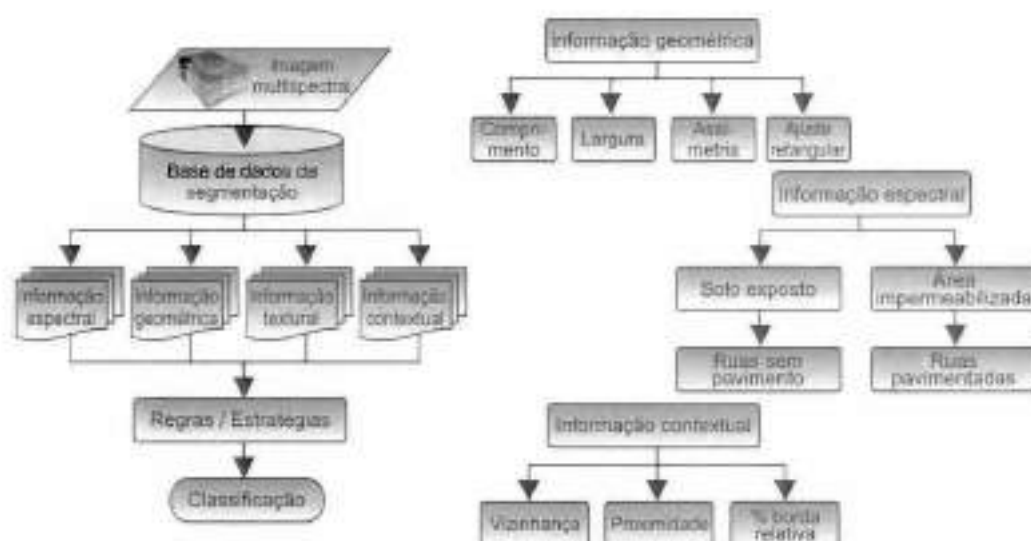 Imagem
multispectral
Base de dados da
segmentação
Informação
espectral
Informação
geométrica
Informação
textural
Informação
contextual
Regras / Estratégias
Classificação
Informação geométrica
Compri-
mento
Largura
Assi-
metria
Ajuste
retangular
Informação espectral
Solo exposto
Área
impermeabilizada
Ruas sem
pavimento
Ruas
pavimentadas
Informação contextual
Vizinhança
Proximidade
% borda
relativa